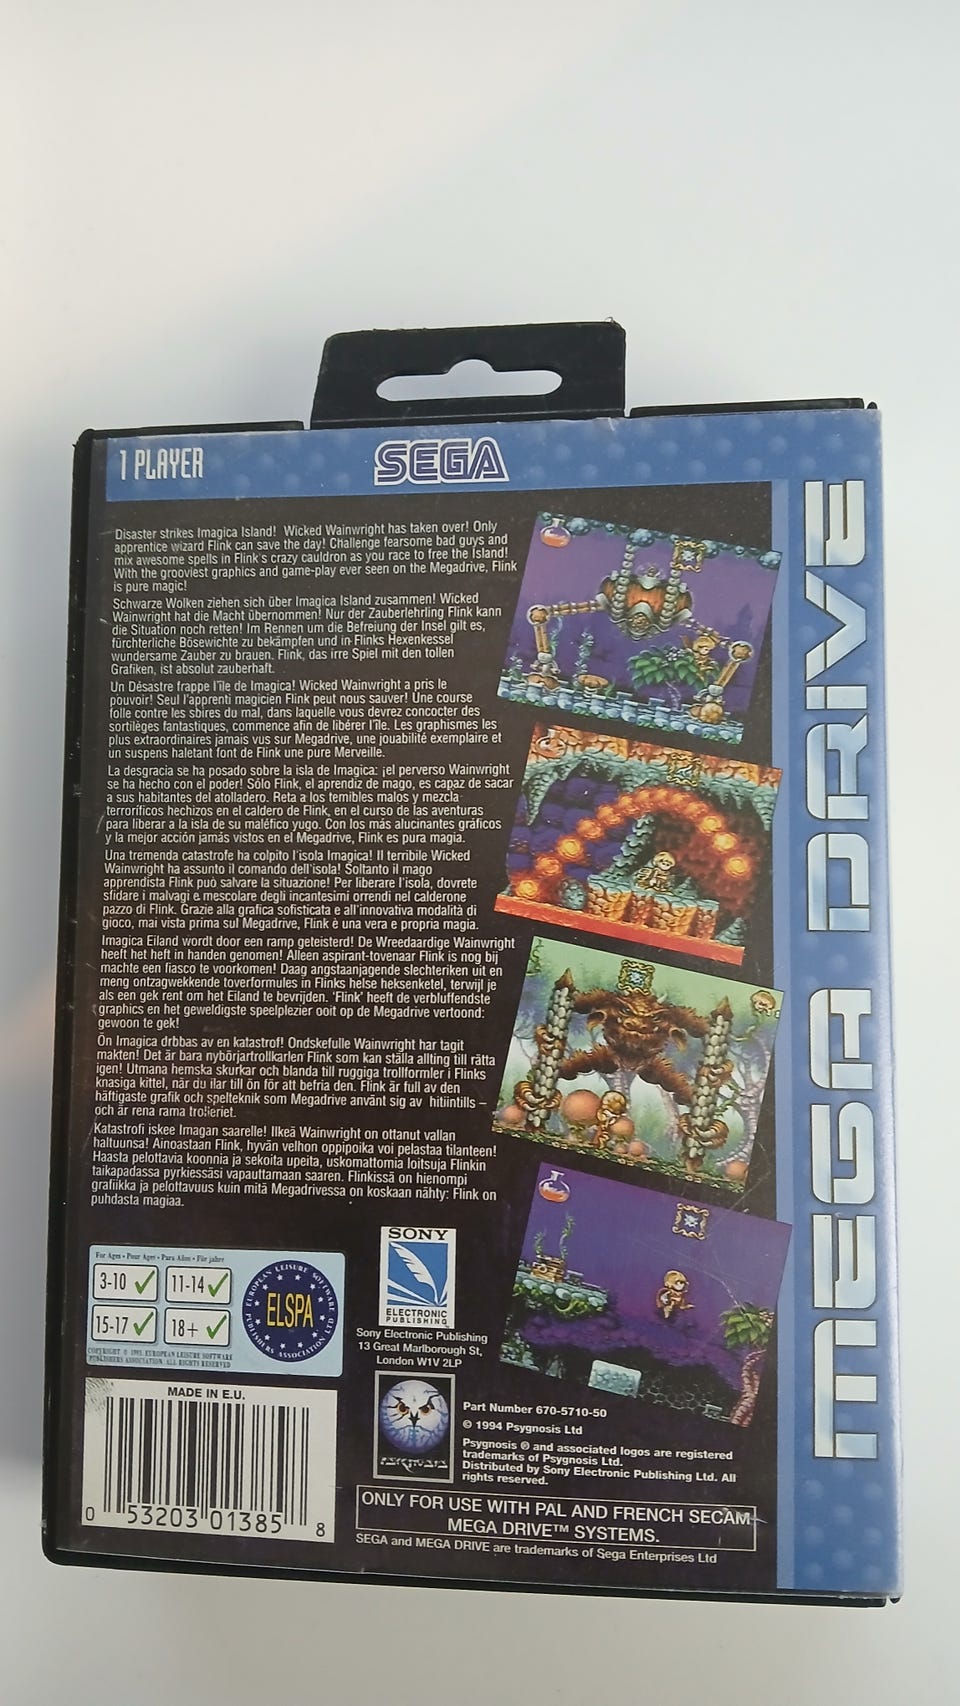 1 PLAYER
SEGA
MEGA DRIVE
Disaster strikes Imagica Island! Wicked Wainwright has taken over! Only
apprentice wizard Flink can save the day! Challenge fearsome bad guys and
mix awesome spells in Flink's crazy cauldron as you race to free the Island!
With the grooviest graphics and game-play ever seen on the Megadrive, Flink
is pure magic!
Schwarze Wolken ziehen sich über Imagica Island zusammen! Wicked
Wainwright hat die Macht übernommen! Nur der Zauberlehrling Flink kann
die Situation noch retten! Im Rennen um die Befreiung der Insel gilt es,
fürchterliche Bösewichte zu bekämpfen und in Flinks Hexenkessel
wundersame Zauber zu brauen. Flink, das irre Spiel mit den tollen
Grafiken, ist absolut zauberhaft.
Un Désastre frappe l'île de Imagica! Wicked Wainwright a pris le
pouvoir! Seul l'apprenti magicien Flink peut nous sauver! Une course
folle contre les sbires du mal, dans laquelle vous devrez concocter des
sortilèges fantastiques, commence afin de libérer l'île. Les graphismes les
plus extraordinaires jamais vus sur Megadrive, une jouabilité exemplaire et
un suspens haletant font de Flink une pure Merveille.
La desgracia se ha posado sobre la isla de Imagica: ¡el perverso Wainwright
se ha hecho con el poder! Sólo Flink, el aprendiz de mago, es capaz de sacar
a sus habitantes del atolladero. Reta a los temibles malos y mezcla
terroríficos hechizos en el caldero de Flink, en el curso de las aventuras
para liberar a la isla de su maléfico yugo. Con los más alucinantes gráficos
y la mejor acción jamás vistos en el Megadrive, Flink es pura magia.
Una tremenda catastrofe ha colpito l'isola Imagica! Il terribile Wicked
Wainwright ha assunto il comando dell'isola! Soltanto il mago
apprendista Flink può salvare la situazione! Per liberare l'isola, dovrete
sfidare i malvagi e mescolare degli incantesimi orrendi nel calderone
pazzo di Flink. Grazie alla grafica sofisticata e all'innovativa modalità di
gioco, mai vista prima sul Megadrive, Flink è una vera e propria magia.
Imagica Eiland wordt door een ramp geteisterd! De Wreedaardige Wainwright
heeft het heft in handen genomen! Alleen aspirant-tovenaar Flink is nog bij
machte een fiasco te voorkomen! Daag angstaanjagende slechteriken uit en
meng ontzagwekkende toverformules in Flinks helse heksenketel, terwijl je
als een gek rent om het Eiland te bevrijden. 'Flink' heeft de verbluffendste
graphics en het geweldigste speelplezier ooit op de Megadrive vertoond:
gewoon te gek!
Ön Imagica drbbas av en katastrof! Ondskefulle Wainwright har tagit
makten! Det är bara nybörjartrollkarlen Flink som kan ställa allting till rätta
igen! Utmana hemska skurkar och blanda till ruggiga trollformler i Flinks
knasiga kittel, när du ilar till ön för att befria den. Flink är full av den
häftigaste grafik och spelteknik som Megadrive använt sig av hitiintills –
och är rena rama trolleriet.
Katastrofi iskee Imagan saarelle! Ilkeä Wainwright on ottanut vallan
haltuunsa! Ainoastaan Flink, hyvän velhon oppipoika voi pelastaa tilanteen!
Haasta pelottavia koonnia ja sekoita upeita, uskomattomia loitsuja Flinkin
taikapadassa pyrkiessäsi vapauttamaan saaren. Flinkissä on hienompi
grafiikka ja pelottavuus kuin mitä Megadrivessa on koskaan nähty: Flink on
puhdasta magiaa.
For Ages • Pour Ages • Para Años • Für jahre
3-10 ✓ 11-14 ✓
15-17 ✓ 18+ ✓
COPYRIGHT © 1993. EUROPEAN LEISURE SOFTWARE
PUBLISHERS ASSOCIATION. ALL RIGHTS RESERVED
EUROPEAN LEISURE SOFTWARE PUBLISHERS ASSOCIATION LTD
ELSPA
SONY
ELECTRONIC
PUBLISHING
Sony Electronic Publishing
13 Great Marlborough St,
London W1V 2LP
MADE IN E.U.
0 53203 01385 8
PSYGNOSIS
Part Number 670-5710-50
© 1994 Psygnosis Ltd
Psygnosis ® and associated logos are registered
trademarks of Psygnosis Ltd.
Distributed by Sony Electronic Publishing Ltd. All
rights reserved.
ONLY FOR USE WITH PAL AND FRENCH SECAM
MEGA DRIVE™ SYSTEMS.
SEGA and MEGA DRIVE are trademarks of Sega Enterprises Ltd